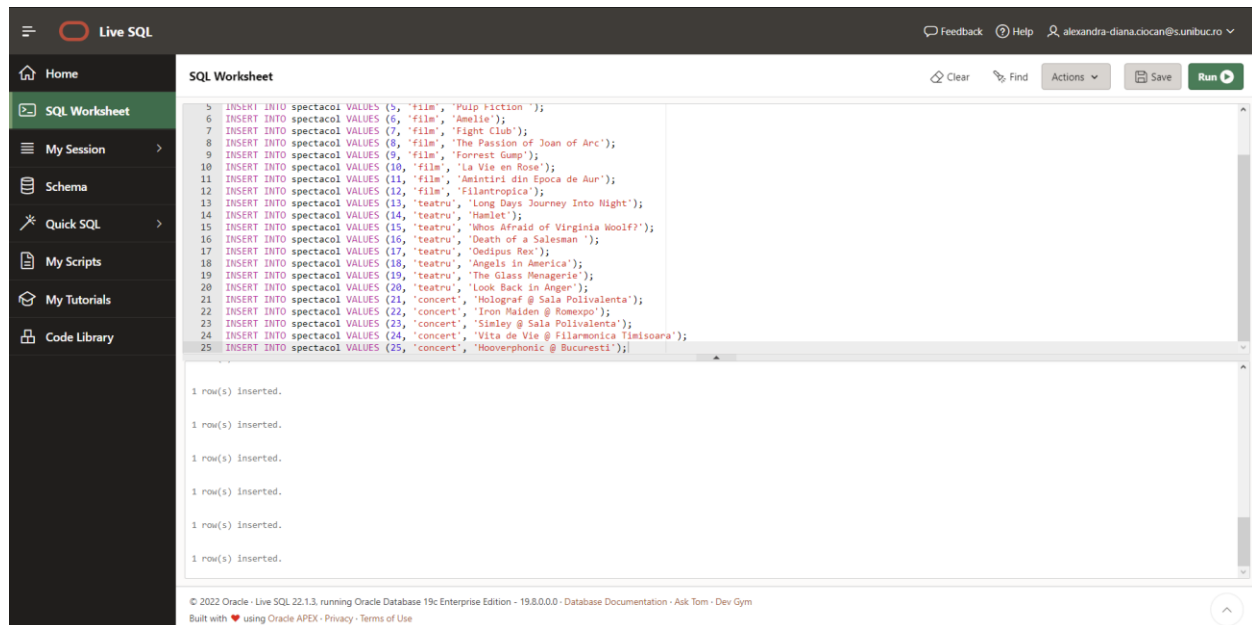 Live SQL
Feedback Help alexandra-diana.ciocan@s.unibuc.ro
Home
SQL Worksheet
My Session
Schema
Quick SQL
My Scripts
My Tutorials
Code Library
SQL Worksheet
Clear Find Actions Save Run
5 INSERT INTO spectacol VALUES (5, 'film', 'Pulp Fiction ');
6 INSERT INTO spectacol VALUES (6, 'film', 'Amelie');
7 INSERT INTO spectacol VALUES (7, 'film', 'Fight Club');
8 INSERT INTO spectacol VALUES (8, 'film', 'The Passion of Joan of Arc');
9 INSERT INTO spectacol VALUES (9, 'film', 'Forrest Gump');
10 INSERT INTO spectacol VALUES (10, 'film', 'La Vie en Rose');
11 INSERT INTO spectacol VALUES (11, 'film', 'Amintiri din Epoca de Aur');
12 INSERT INTO spectacol VALUES (12, 'film', 'Filantropica');
13 INSERT INTO spectacol VALUES (13, 'teatru', 'Long Days Journey Into Night');
14 INSERT INTO spectacol VALUES (14, 'teatru', 'Hamlet');
15 INSERT INTO spectacol VALUES (15, 'teatru', 'Whos Afraid of Virginia Woolf?');
16 INSERT INTO spectacol VALUES (16, 'teatru', 'Death of a Salesman ');
17 INSERT INTO spectacol VALUES (17, 'teatru', 'Oedipus Rex');
18 INSERT INTO spectacol VALUES (18, 'teatru', 'Angels in America');
19 INSERT INTO spectacol VALUES (19, 'teatru', 'The Glass Menagerie');
20 INSERT INTO spectacol VALUES (20, 'teatru', 'Look Back in Anger');
21 INSERT INTO spectacol VALUES (21, 'concert', 'Holograf @ Sala Polivalenta');
22 INSERT INTO spectacol VALUES (22, 'concert', 'Iron Maiden @ Romexpo');
23 INSERT INTO spectacol VALUES (23, 'concert', 'Simley @ Sala Polivalenta');
24 INSERT INTO spectacol VALUES (24, 'concert', 'Vita de Vie @ Filarmonica Timisoara');
25 INSERT INTO spectacol VALUES (25, 'concert', 'Hooverphonic @ Bucuresti');
1 row(s) inserted.
1 row(s) inserted.
1 row(s) inserted.
1 row(s) inserted.
1 row(s) inserted.
1 row(s) inserted.
© 2022 Oracle · Live SQL 22.1.3, running Oracle Database 19c Enterprise Edition - 19.8.0.0.0 · Database Documentation · Ask Tom · Dev Gym
Built with ❤ using Oracle APEX · Privacy · Terms of Use